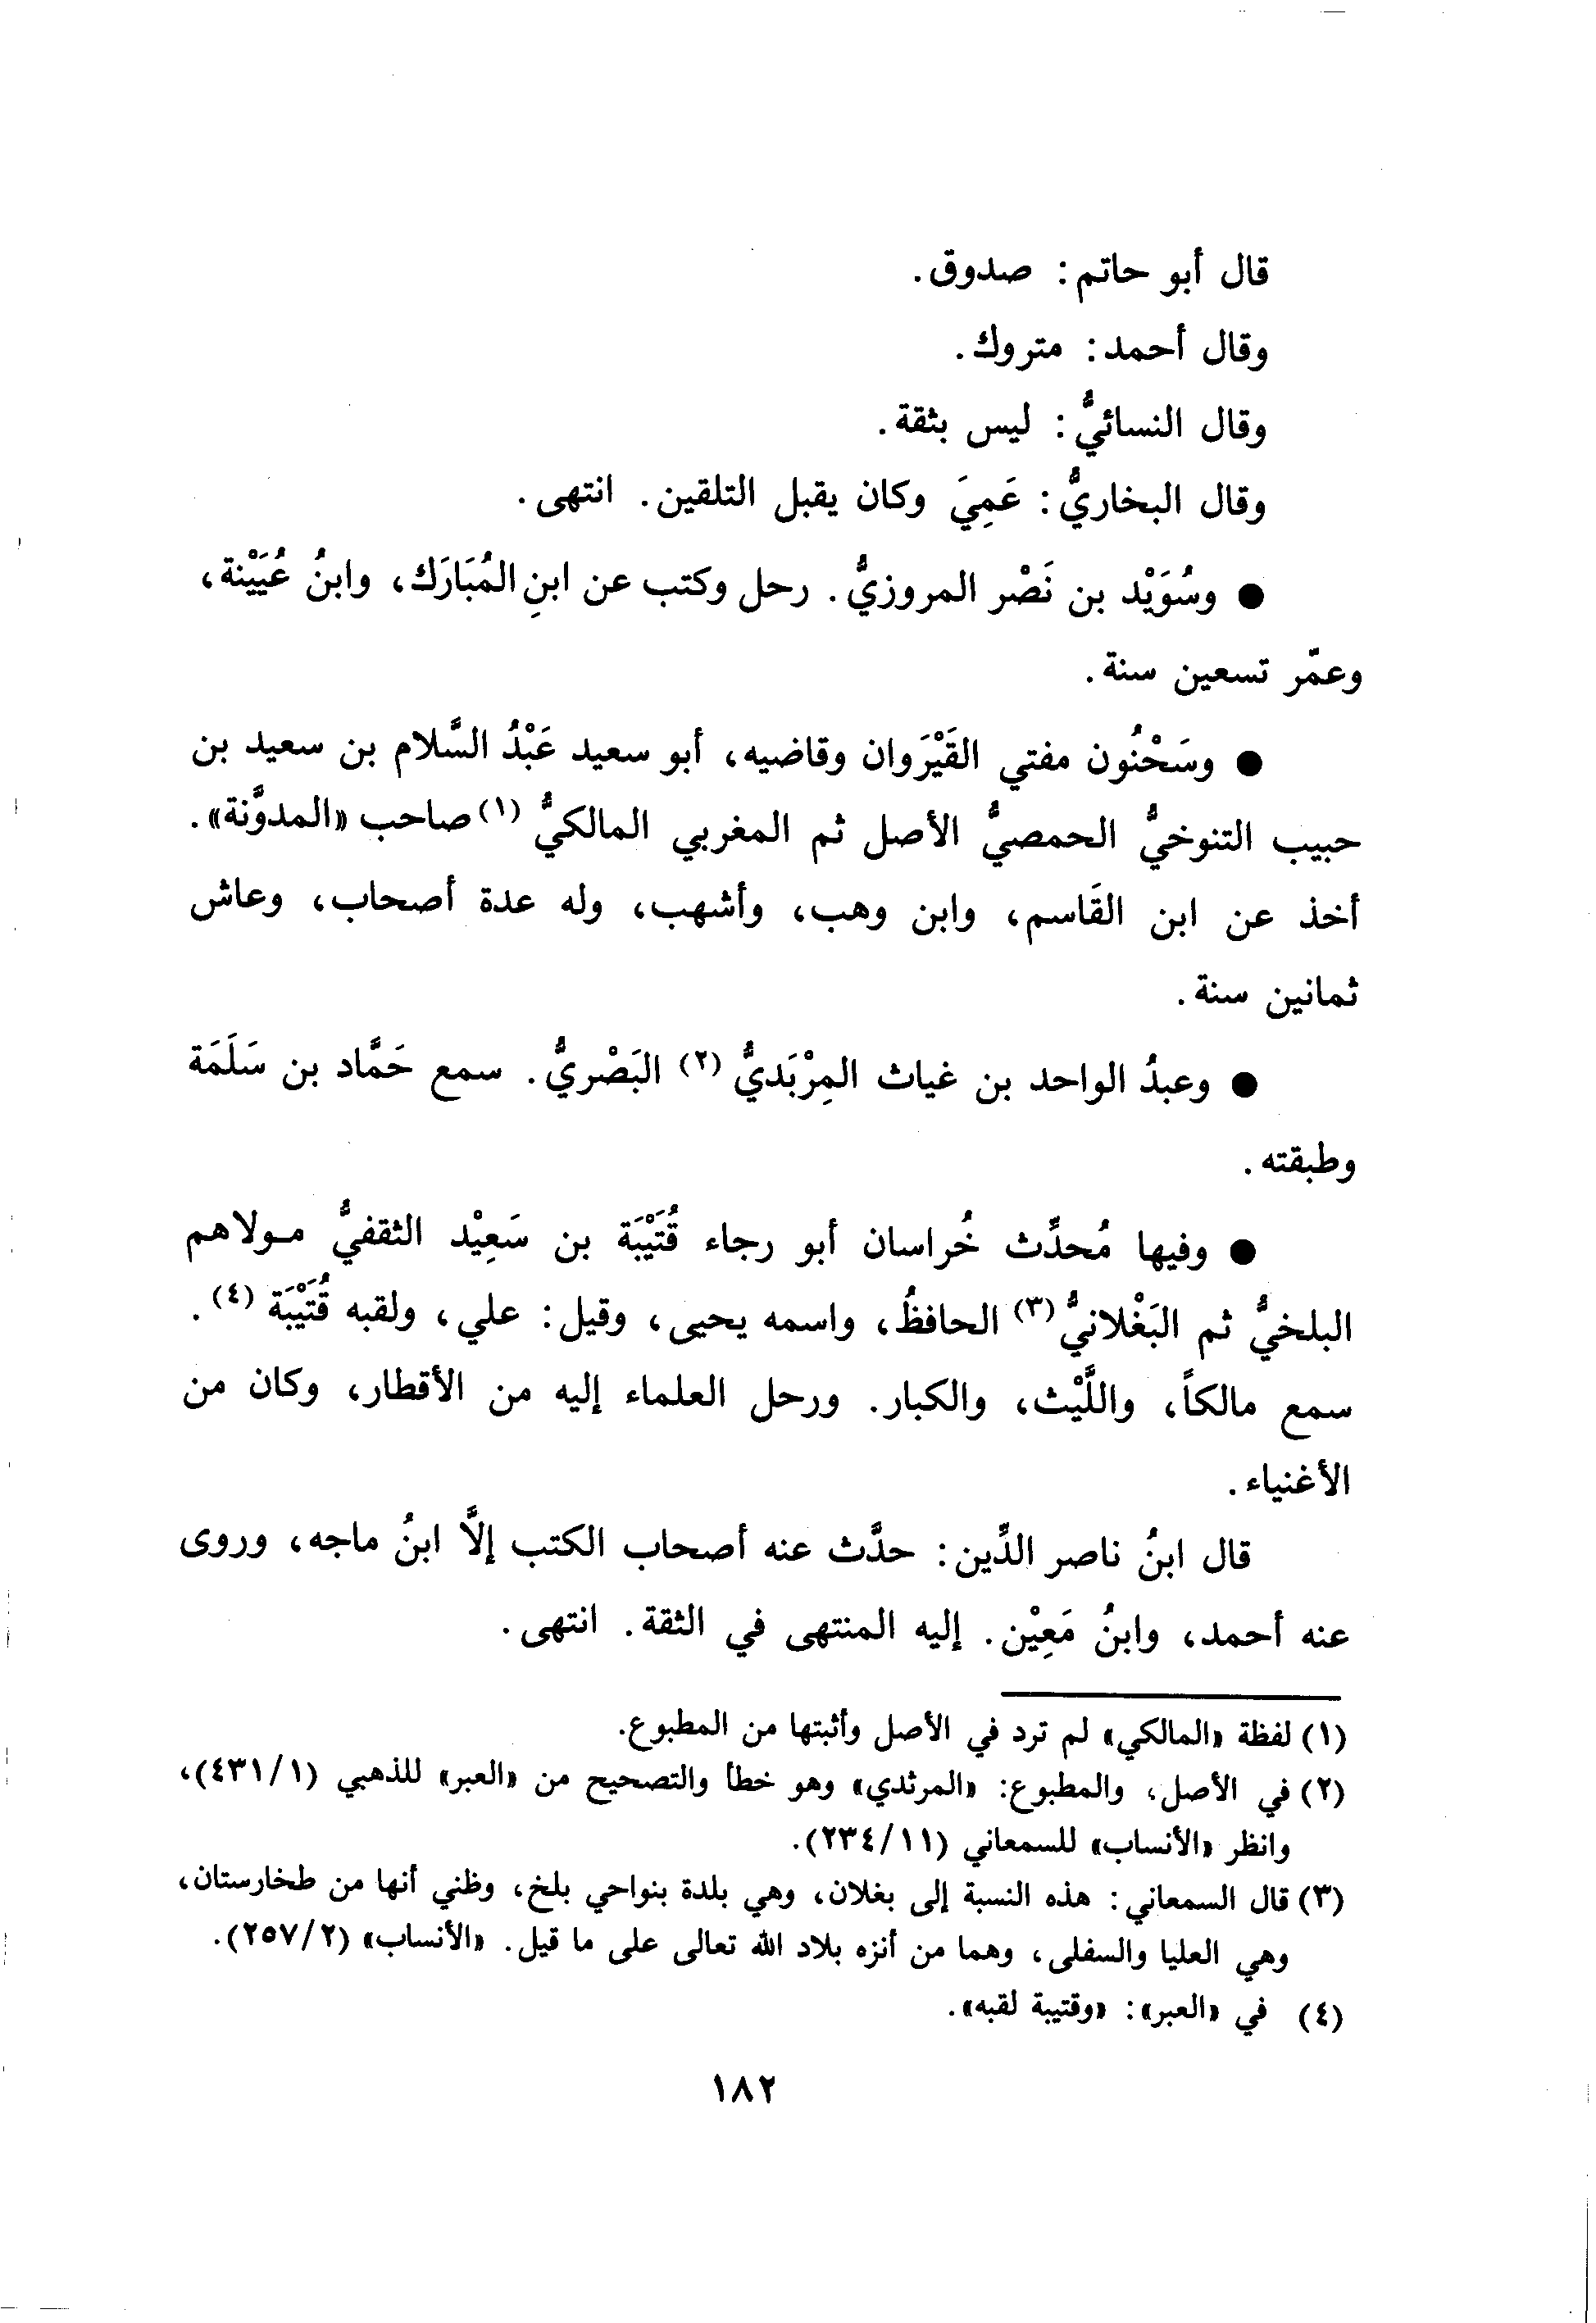 قال أبو حاتم: صدوق.
وقال أحمد: متروك.
وقال النسائيُّ: ليس بثقة.
وقال البخاريُّ: عَمِيَ وكان يقبل التلقين. انتهى.
● وسُوَيْد بن نَصْر المروزيُّ. رحل وكتب عن ابنِ المُبَارَك، وابنُ عُيَيْنة،
وعمّر تسعين سنة.
● وسَحْنُون مفتي القَيْرَوان وقاضيه، أبو سعيد عَبْدُ السَّلام بن سعيد بن
حبيب التنوخيُّ الحمصيُّ الأصل ثم المغربي المالكيُّ (١) صاحب «المدوَّنة».
أخذ عن ابن القَاسم، وابن وهب، وأشهب، وله عدة أصحاب، وعاش
ثمانين سنة.
● وعبدُ الواحد بن غياث المِرْبَديُّ (٢) البَصْريُّ. سمع حَمَّاد بن سَلَمَة
وطبقته.
● وفيها مُحدِّث خُراسان أبو رجاء قُتَيْبَة بن سَعِيْد الثقفيُّ مـولاهم
البلخيُّ ثم البَغْلانيُّ (٣) الحافظُ، واسمه يحيى، وقيل: علي، ولقبه قُتَيْبَة (٤).
سمع مالكاً، واللَّيْث، والكبار. ورحل العلماء إليه من الأقطار، وكان من
الأغنياء.
قال ابنُ ناصر الدِّين: حدَّث عنه أصحاب الكتب إلَّا ابنُ ماجه، وروى
عنه أحمد، وابنُ مَعِيْن. إليه المنتهى في الثقة. انتهى.
(١) لفظة «المالكي» لم ترد في الأصل وأثبتها من المطبوع.
(٢) في الأصل، والمطبوع: «المرثدي» وهو خطأ والتصحيح من «العبر» للذهبي (٤٣١/١)،
وانظر «الأنساب» للسمعاني (٢٣٤/١١).
(٣) قال السمعاني: هذه النسبة إلى بغلان، وهي بلدة بنواحي بلخ، وظني أنها من طخارستان،
وهي العليا والسفلى، وهما من أنزه بلاد الله تعالى على ما قيل. «الأنساب» (٢٥٧/٢).
(٤) في «العبر»: «وقتيبة لقبه».
١٨٢